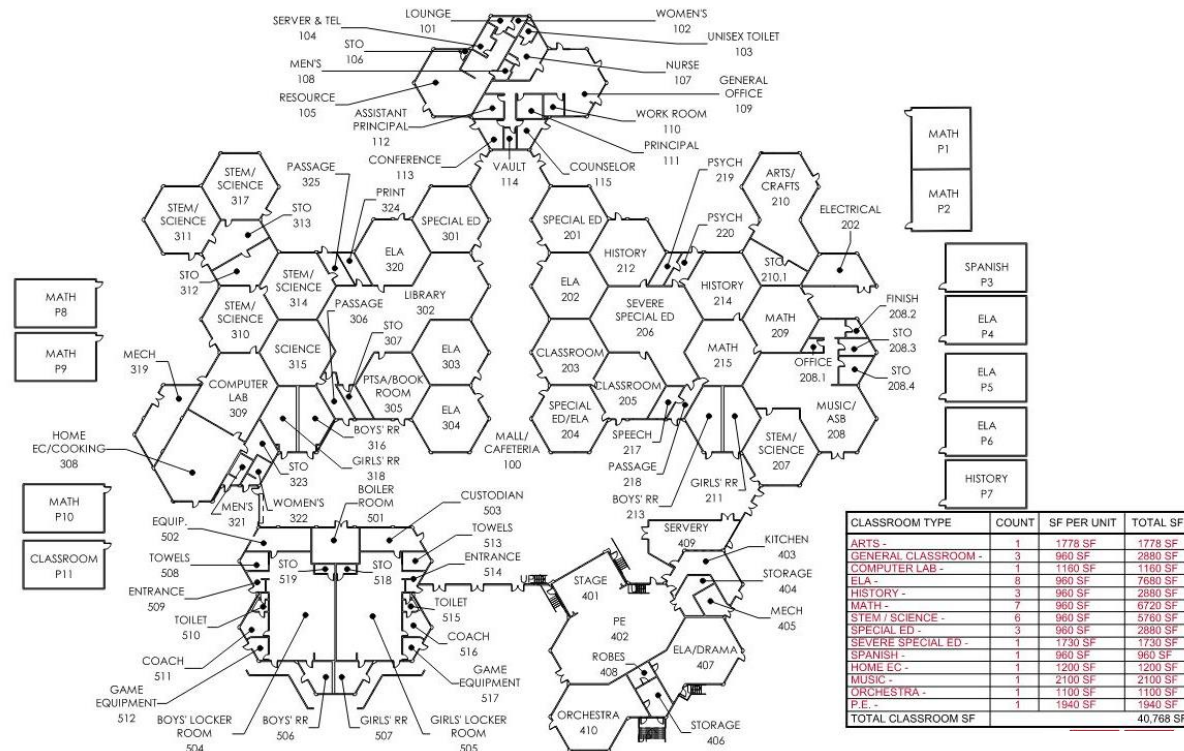 LOUNGE
101
WOMEN'S
102
SERVER & TEL
104
UNISEX TOILET
103
STO
106
MEN'S
108
NURSE
107
RESOURCE
105
GENERAL
OFFICE
109
ASSISTANT
PRINCIPAL
112
WORK ROOM
110
PRINCIPAL
111
CONFERENCE
113
VAULT
114
COUNSELOR
115
MATH
P1
MATH
P2
STEM/
SCIENCE
317
PASSAGE
325
PRINT
324
STEM/
SCIENCE
311
STO
313
SPECIAL ED
301
SPECIAL ED
201
PSYCH
219
PSYCH
220
ARTS/
CRAFTS
210
ELECTRICAL
202
STO
312
STEM/
SCIENCE
314
ELA
320
HISTORY
212
STO
210.1
SPANISH
P3
MATH
P8
STEM/
SCIENCE
310
PASSAGE
306
LIBRARY
302
ELA
202
SEVERE
SPECIAL ED
206
HISTORY
214
MATH
209
FINISH
208.2
STO
208.3
ELA
P4
MATH
P9
SCIENCE
315
STO
307
ELA
303
CLASSROOM
203
MATH
215
OFFICE
208.1
STO
208.4
MECH
319
COMPUTER
LAB
309
PTSA/BOOK
ROOM
305
CLASSROOM
205
ELA
P5
HOME
EC/COOKING
308
BOYS' RR
316
GIRLS' RR
318
ELA
304
MALL/
CAFETERIA
100
SPECIAL
ED/ELA
204
SPEECH
217
PASSAGE
218
MUSIC/
ASB
208
ELA
P6
STO
323
STEM/
SCIENCE
207
MEN'S
321
WOMEN'S
322
BOYS' RR
213
GIRLS' RR
211
HISTORY
P7
MATH
P10
CLASSROOM
P11
BOILER
ROOM
501
CUSTODIAN
503
EQUIP.
502
TOWELS
513
TOWELS
508
STO
519
STO
518
ENTRANCE
514
ENTRANCE
509
TOILET
510
TOILET
515
COACH
511
COACH
516
GAME
EQUIPMENT
512
GAME
EQUIPMENT
517
BOYS' LOCKER
ROOM
504
BOYS' RR
506
GIRLS' RR
507
GIRLS' LOCKER
ROOM
505
SERVERY
409
KITCHEN
403
UP
STAGE
401
STORAGE
404
MECH
405
PE
402
ROBES
408
ELA/DRAMA
407
ORCHESTRA
410
STORAGE
406
CLASSROOM TYPE COUNT SF PER UNIT TOTAL SF
ARTS - 1 1778 SF 1778 SF
GENERAL CLASSROOM - 3 960 SF 2880 SF
COMPUTER LAB - 1 1160 SF 1160 SF
ELA - 8 960 SF 7680 SF
HISTORY - 3 960 SF 2880 SF
MATH - 7 960 SF 6720 SF
STEM / SCIENCE - 6 960 SF 5760 SF
SPECIAL ED - 3 960 SF 2880 SF
SEVERE SPECIAL ED - 1 1730 SF 1730 SF
SPANISH - 1 960 SF 960 SF
HOME EC - 1 1200 SF 1200 SF
MUSIC - 1 2100 SF 2100 SF
ORCHESTRA - 1 1100 SF 1100 SF
P.E. - 1 1940 SF 1940 SF
TOTAL CLASSROOM SF 40,768 SF